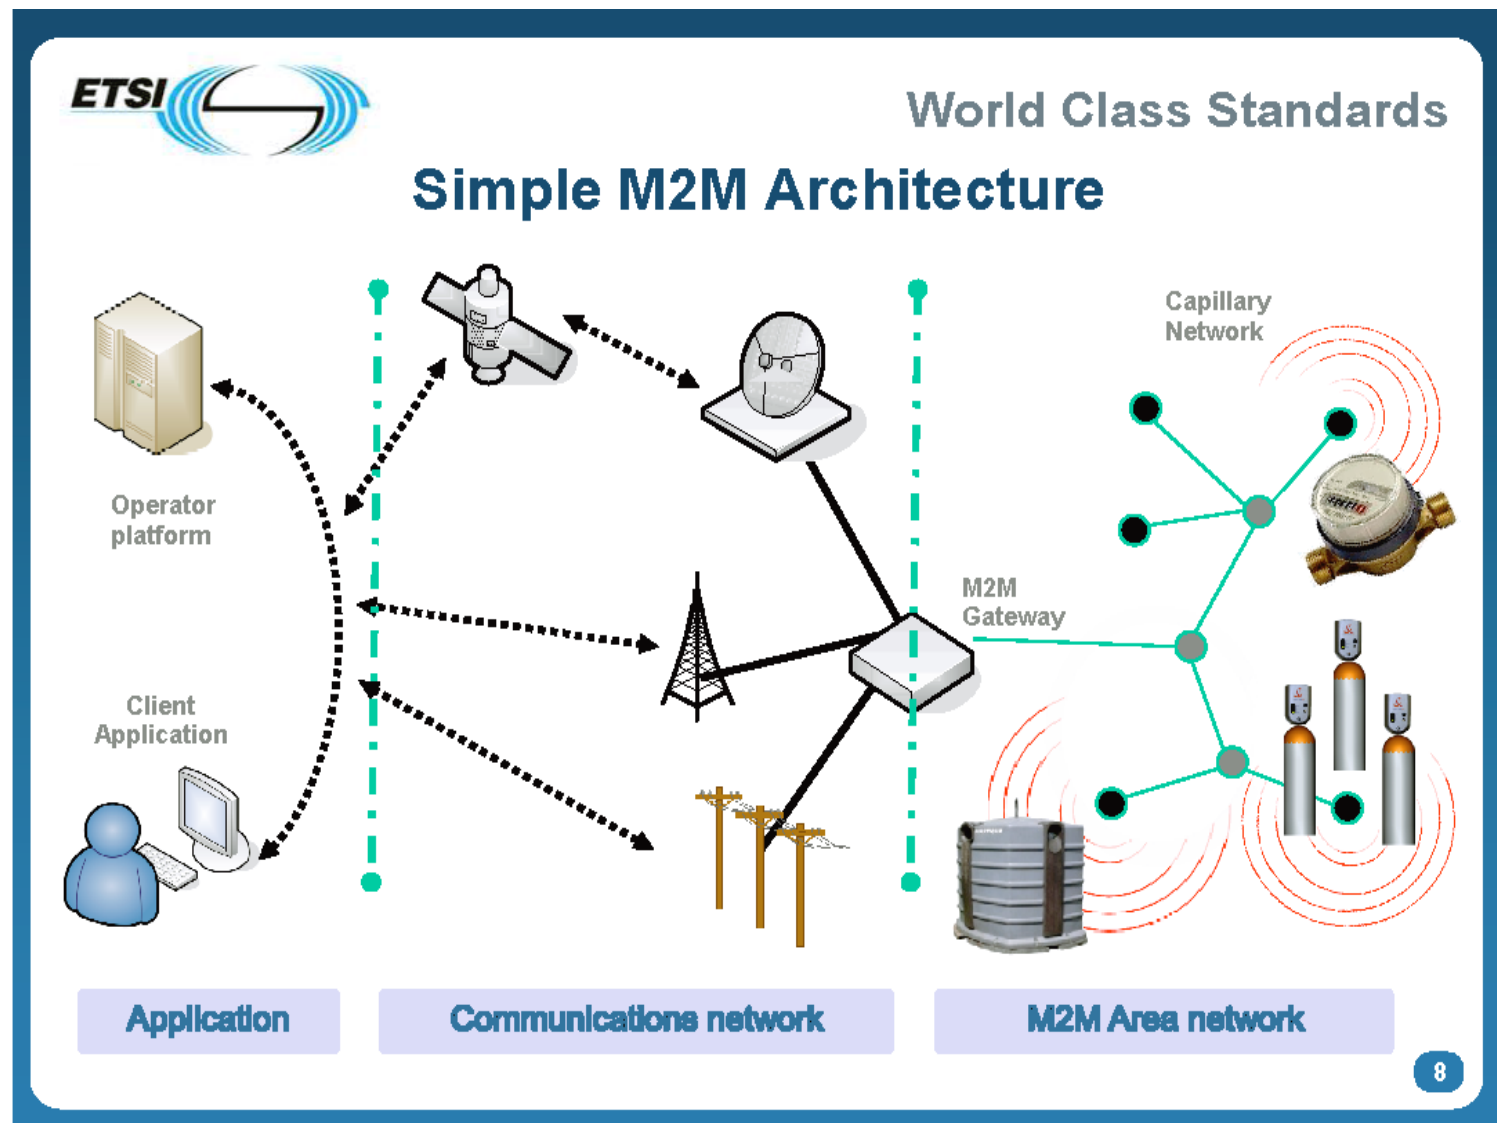 ETSI
World Class Standards
Simple M2M Architecture
Capillary
Network
Operator
platform
M2M
Gateway
Client
Application
Application
Communications network
M2M Area network
8